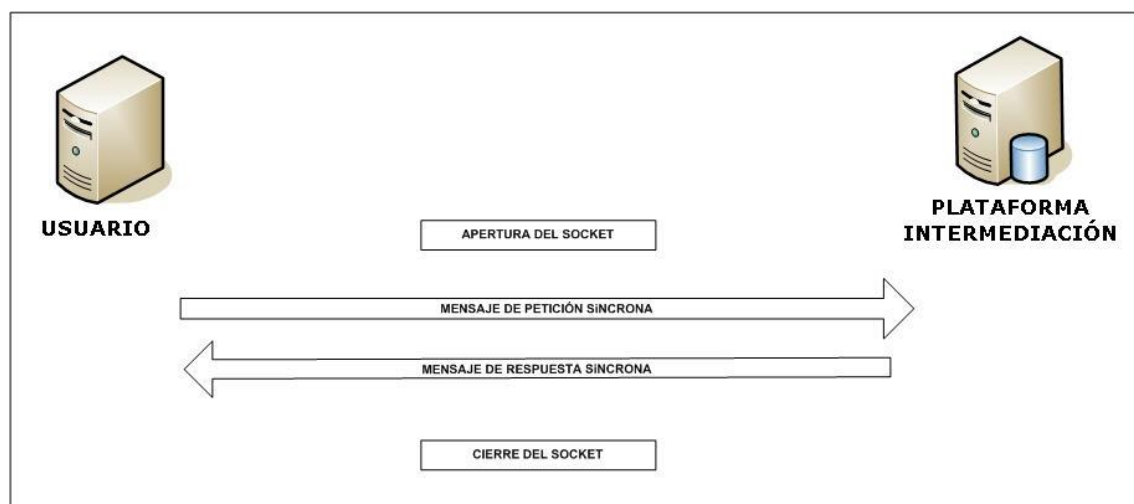 USUARIO
PLATAFORMA
INTERMEDIACIÓN
APERTURA DEL SOCKET
MENSAJE DE PETICIÓN SíNCRONA
MENSAJE DE RESPUESTA SíNCRONA
CIERRE DEL SOCKET